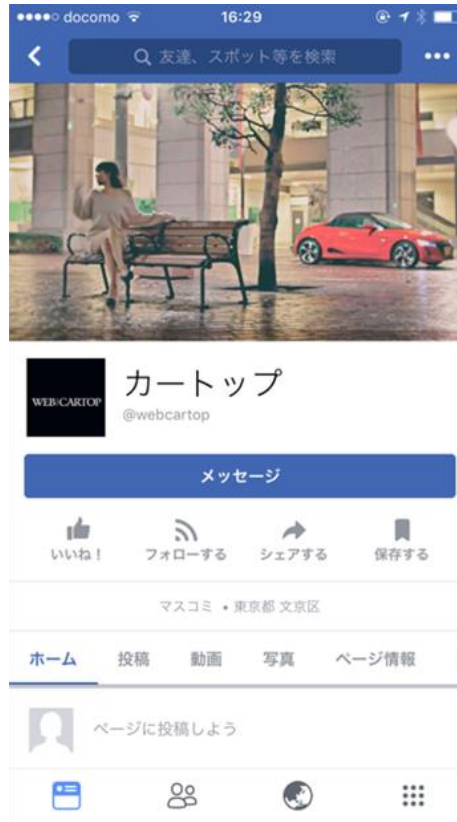 docomo 16:29
友達、スポット等を検索
WEB CARTOP
カートップ
@webcartop
メッセージ
いいね！ フォローする シェアする 保存する
マスコミ • 東京都 文京区
ホーム 投稿 動画 写真 ページ情報
ページに投稿しよう